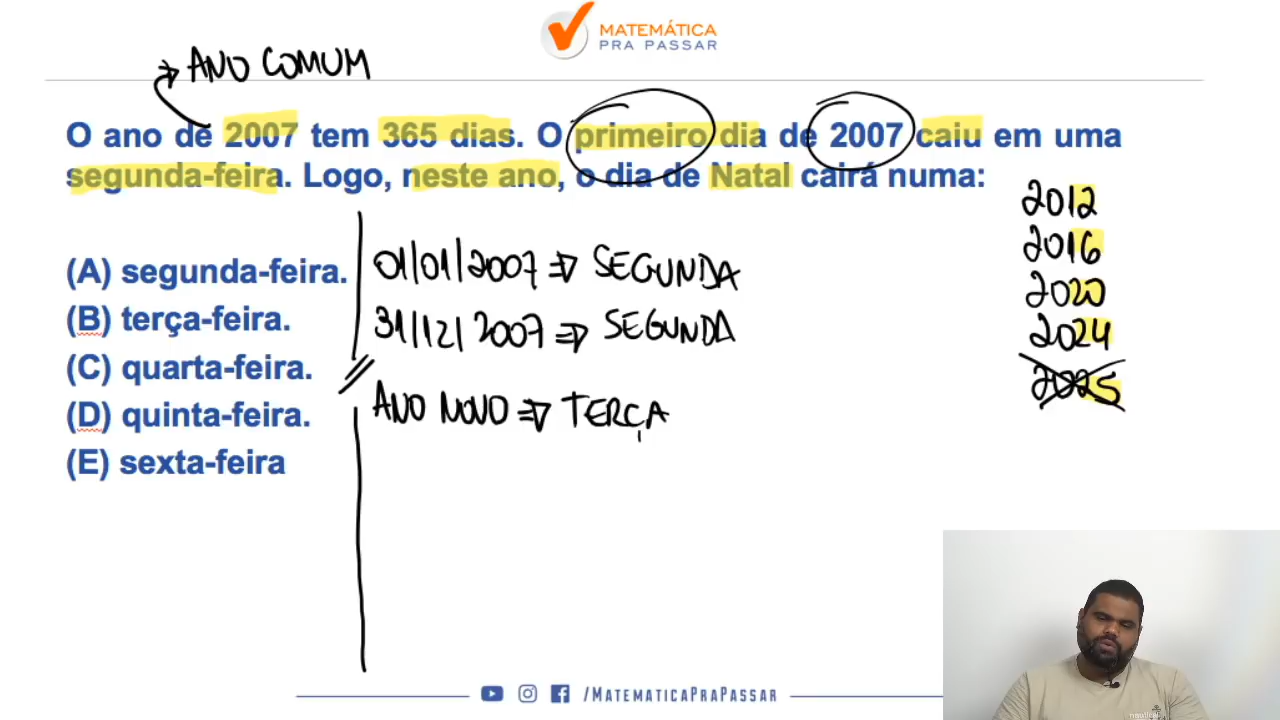 MATEMÁTICA
PRA PASSAR
ANO COMUM
O ano de 2007 tem 365 dias. O primeiro dia de 2007 caiu em uma
segunda-feira. Logo, neste ano, o dia de Natal cairá numa:
(A) segunda-feira.
(B) terça-feira.
(C) quarta-feira.
(D) quinta-feira.
(E) sexta-feira
01/01/2007 ⇒ SEGUNDA
31/12/2007 ⇒ SEGUNDA
ANO NOVO ⇒ TERÇA
2012
2016
2020
2024
2025
/MATEMATICAPRAPASSAR